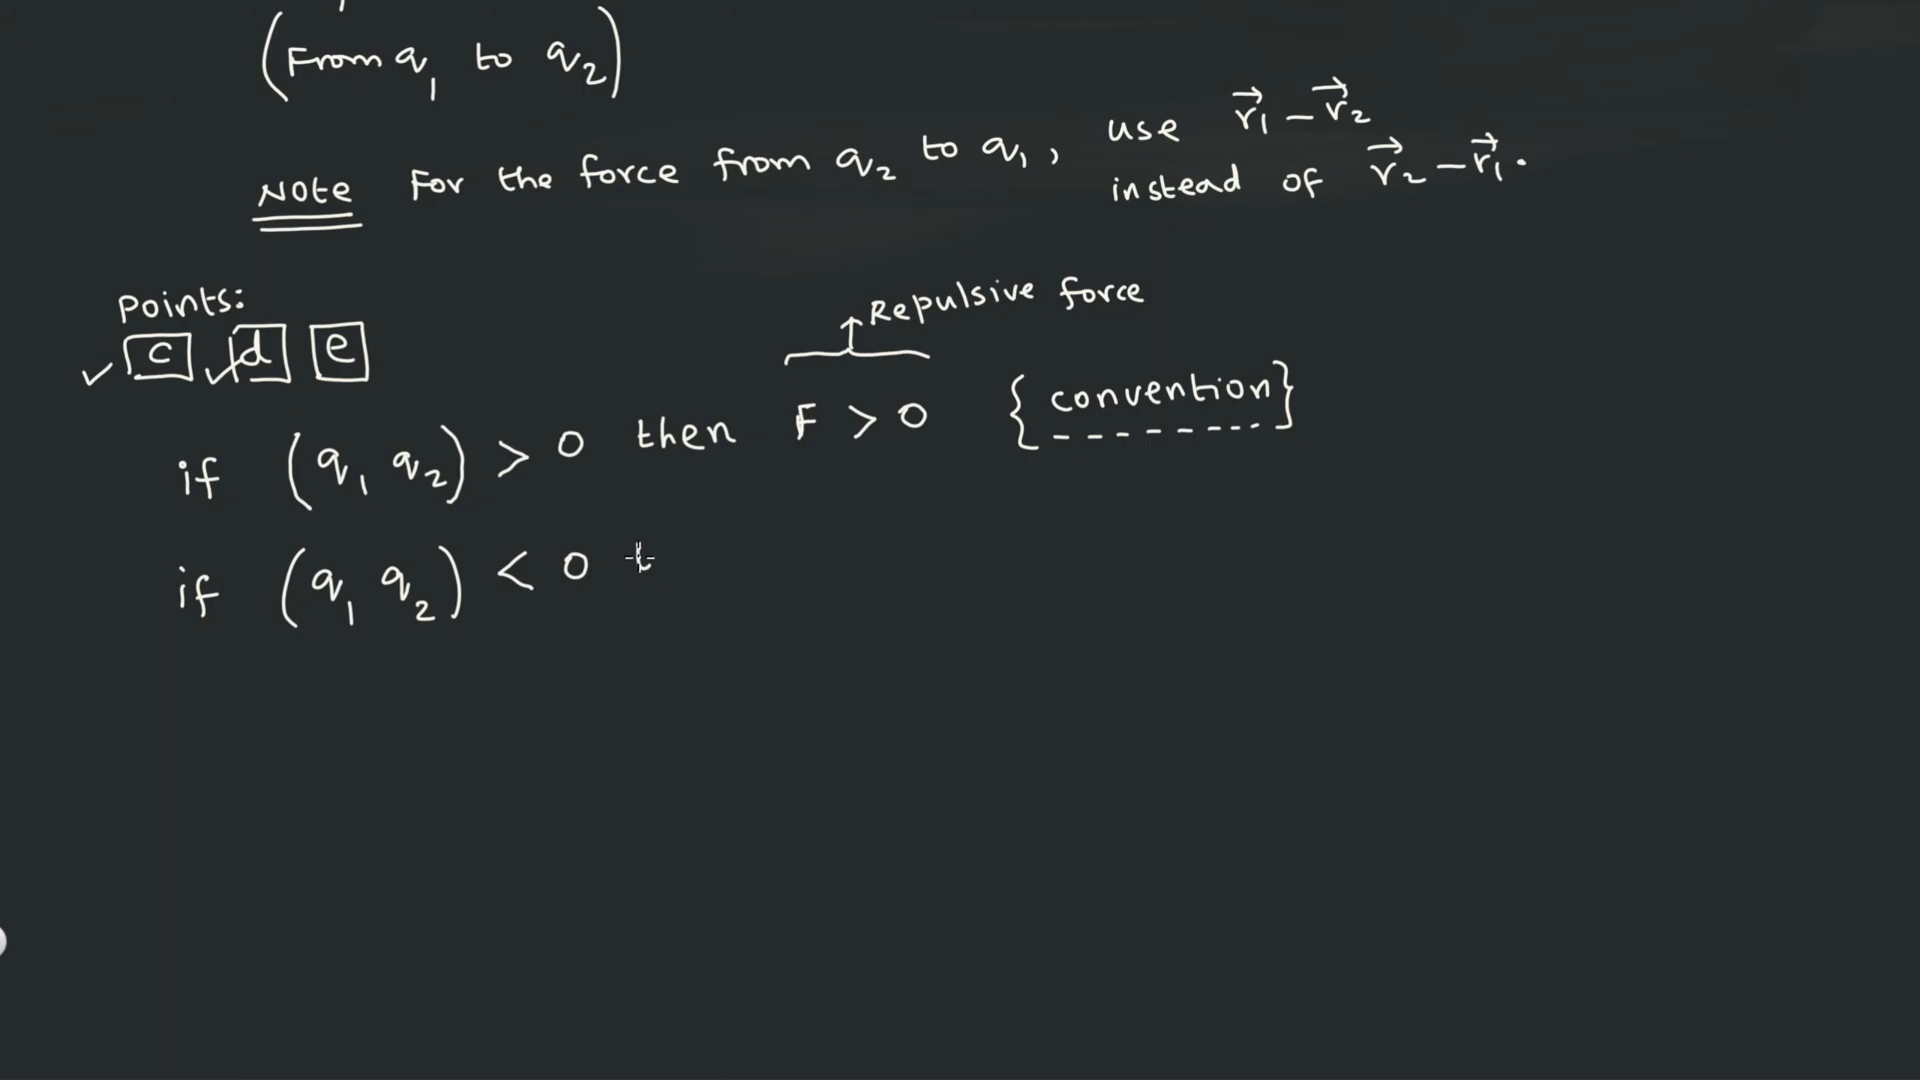 (From q₁ to q₂)
Note For the force from q₂ to q₁, use r⃗₁ − r⃗₂
instead of r⃗₂ − r⃗₁.
Points:
✓ c ✓ d e
Repulsive force
if (q₁ q₂) > 0 then F > 0 {convention}
if (q₁ q₂) < 0 t